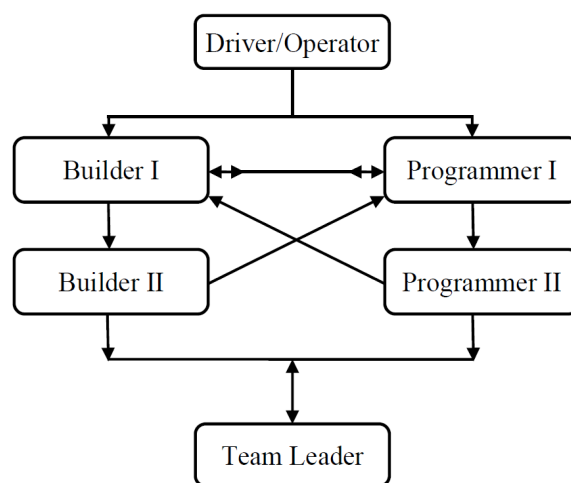 Driver/Operator
Builder I
Programmer I
Builder II
Programmer II
Team Leader